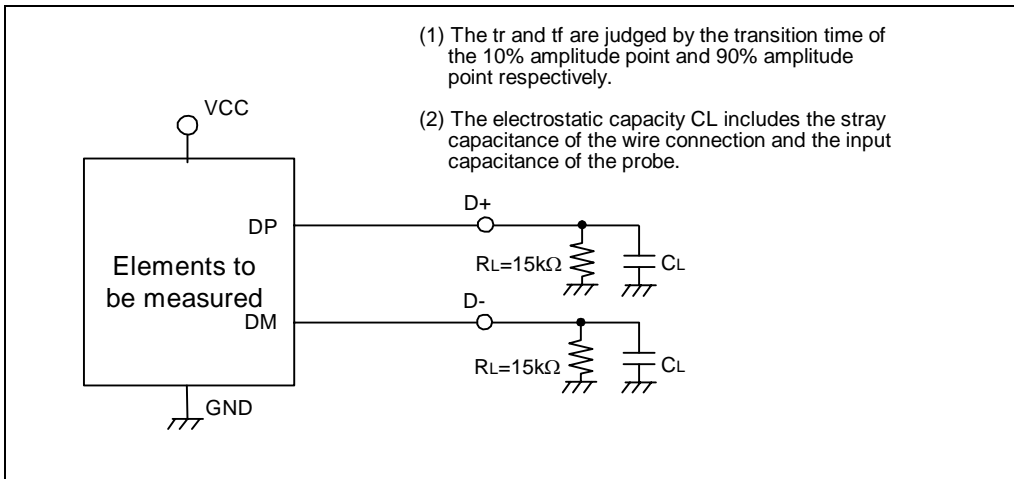 (1) The tr and tf are judged by the transition time of
the 10% amplitude point and 90% amplitude
point respectively.
(2) The electrostatic capacity CL includes the stray
capacitance of the wire connection and the input
capacitance of the probe.
VCC
DP
D+
Elements to
be measured
RL=15kΩ
CL
DM
D-
RL=15kΩ
CL
GND